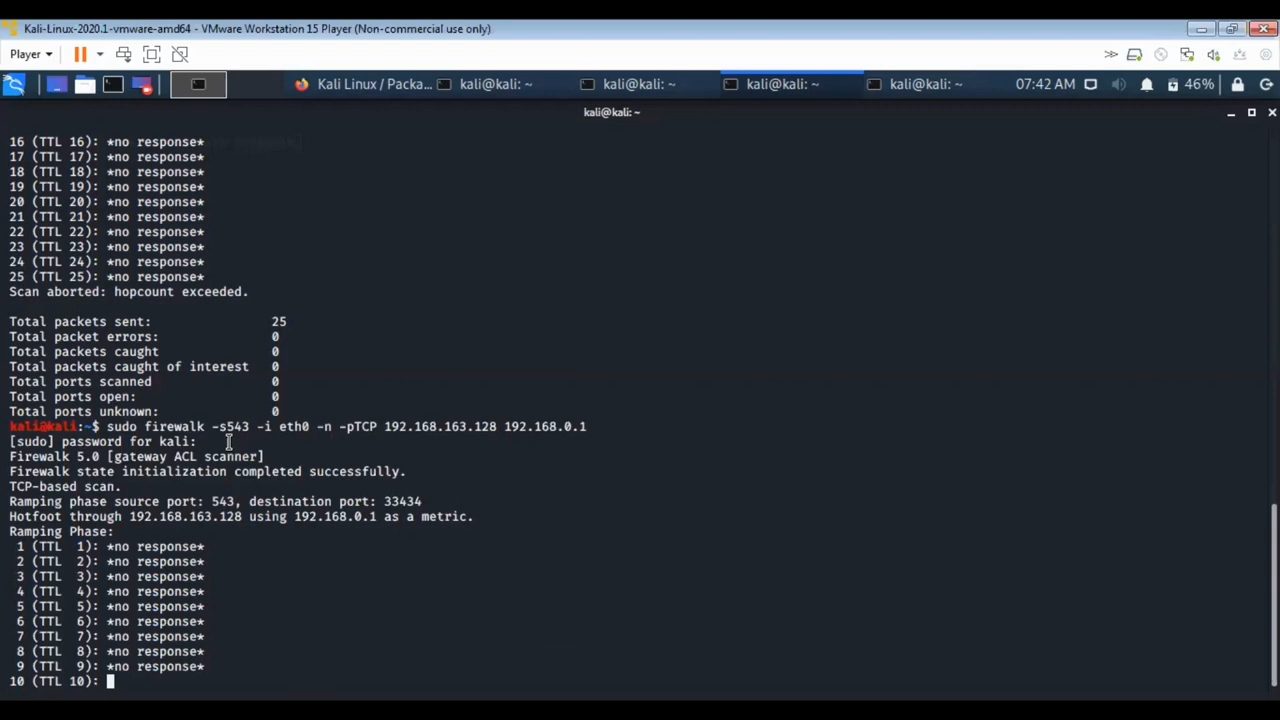 Kali-Linux-2020.1-vmware-amd64 - VMware Workstation 15 Player (Non-commercial use only)
Player
Kali Linux / Packa... kali@kali: ~ kali@kali: ~ kali@kali: ~ kali@kali: ~ 07:42 AM 46%
kali@kali: ~
16 (TTL 16): *no response*
17 (TTL 17): *no response*
18 (TTL 18): *no response*
19 (TTL 19): *no response*
20 (TTL 20): *no response*
21 (TTL 21): *no response*
22 (TTL 22): *no response*
23 (TTL 23): *no response*
24 (TTL 24): *no response*
25 (TTL 25): *no response*
Scan aborted: hopcount exceeded.
Total packets sent: 25
Total packet errors: 0
Total packets caught 0
Total packets caught of interest 0
Total ports scanned 0
Total ports open: 0
Total ports unknown: 0
kali@kali:~$ sudo firewalk -s543 -i eth0 -n -pTCP 192.168.163.128 192.168.0.1
[sudo] password for kali:
Firewalk 5.0 [gateway ACL scanner]
Firewalk state initialization completed successfully.
TCP-based scan.
Ramping phase source port: 543, destination port: 33434
Hotfoot through 192.168.163.128 using 192.168.0.1 as a metric.
Ramping Phase:
1 (TTL 1): *no response*
2 (TTL 2): *no response*
3 (TTL 3): *no response*
4 (TTL 4): *no response*
5 (TTL 5): *no response*
6 (TTL 6): *no response*
7 (TTL 7): *no response*
8 (TTL 8): *no response*
9 (TTL 9): *no response*
10 (TTL 10):